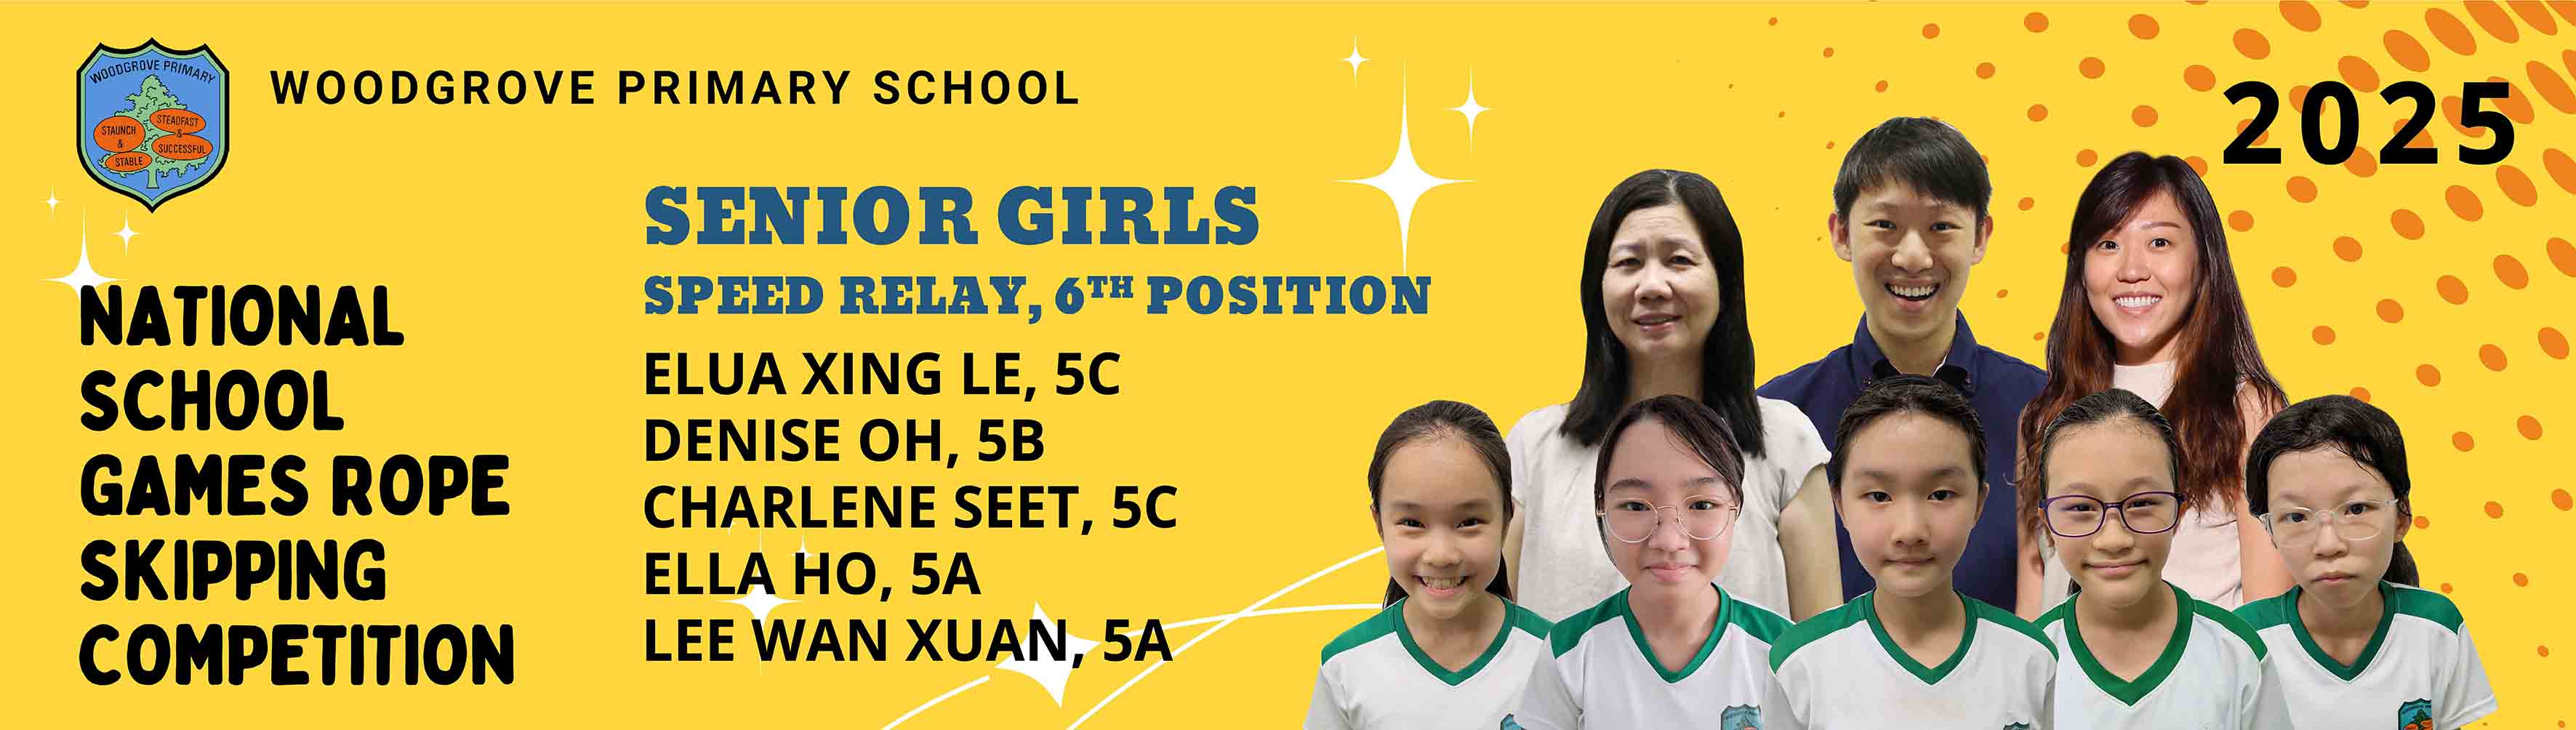 WOODGROVE PRIMARY
STAUNCH
&
STABLE
STEADFAST
&
SUCCESSFUL
WOODGROVE PRIMARY SCHOOL
2025
NATIONAL
SCHOOL
GAMES ROPE
SKIPPING
COMPETITION
SENIOR GIRLS
SPEED RELAY, 6TH POSITION
ELUA XING LE, 5C
DENISE OH, 5B
CHARLENE SEET, 5C
ELLA HO, 5A
LEE WAN XUAN, 5A